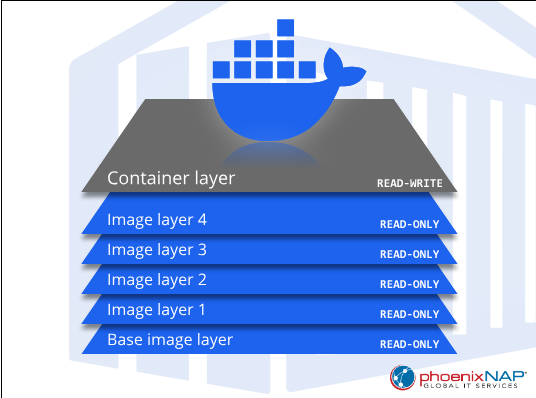 Container layer READ-WRITE
Image layer 4 READ-ONLY
Image layer 3 READ-ONLY
Image layer 2 READ-ONLY
Image layer 1 READ-ONLY
Base image layer READ-ONLY
phoenixNAP®
GLOBAL IT SERVICES